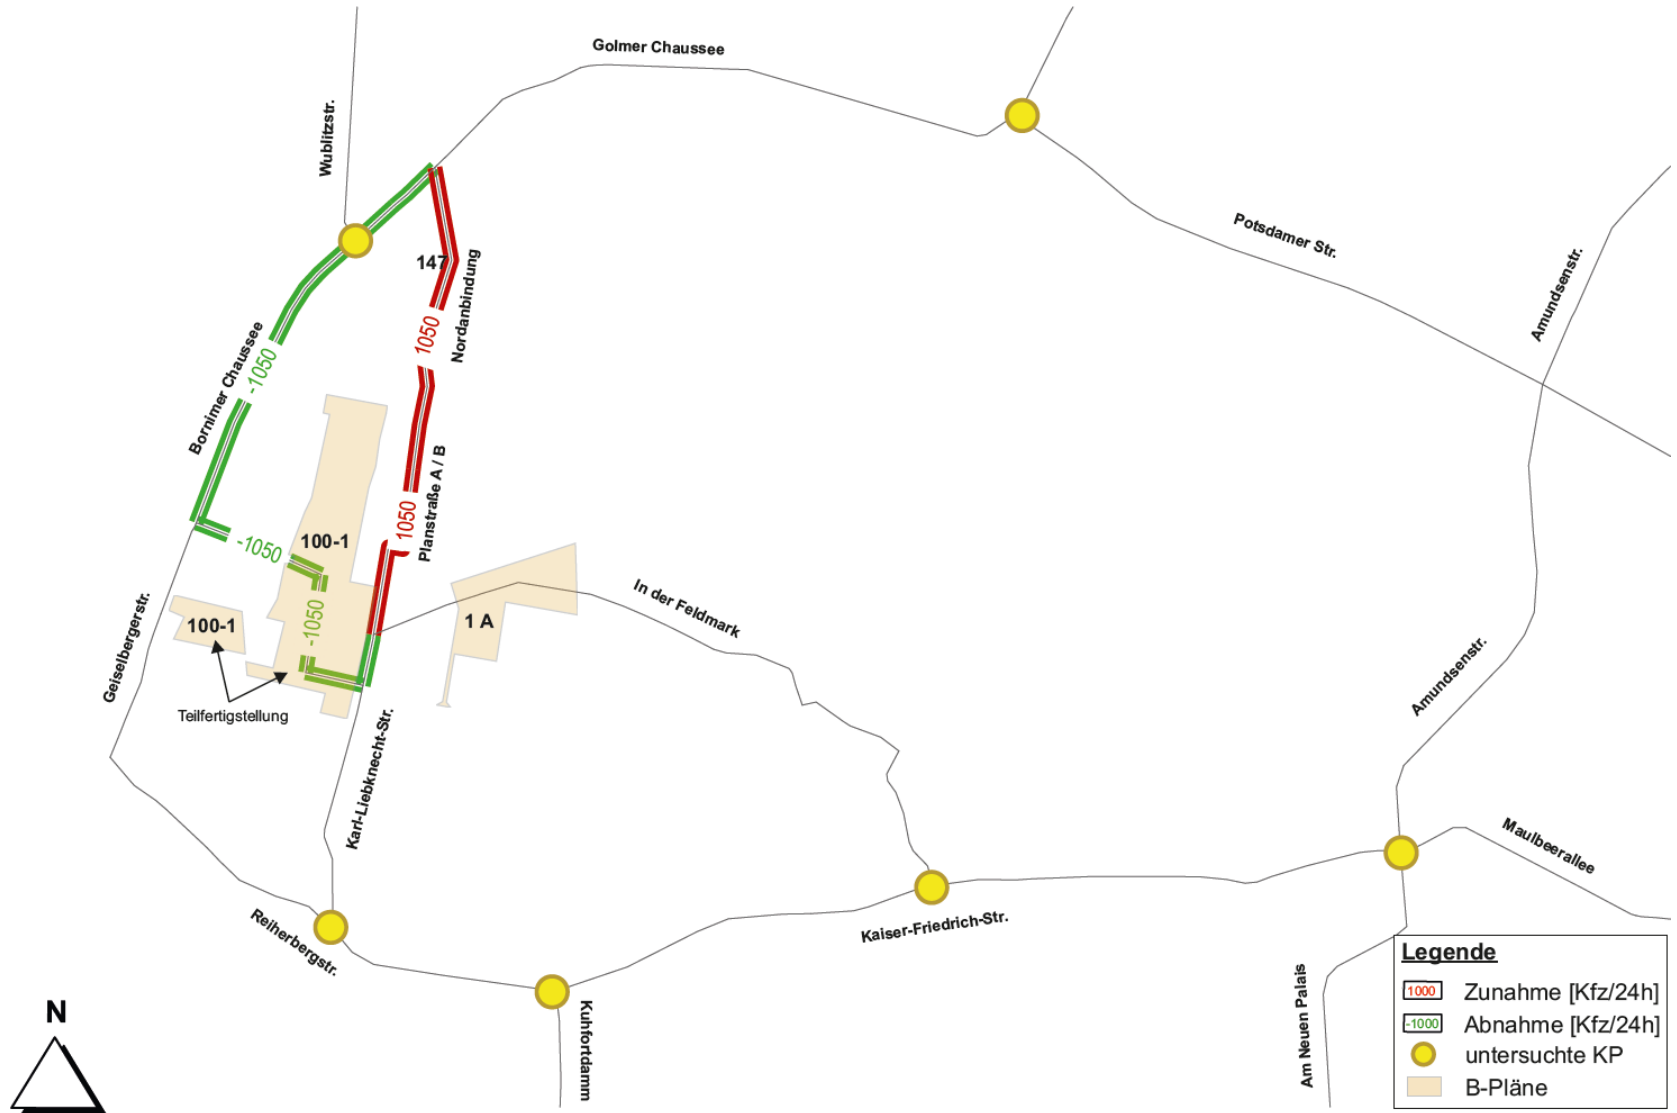 Golmer Chaussee
Wublitzstr.
Potsdamer Str.
Amundsenstr.
147
Nordanbindung
1050
Bornimer Chaussee
-1050
Planstraße A / B
1050
100-1
-1050
In der Feldmark
-1050
1 A
100-1
Geiselbergerstr.
Teilfertigstellung
Amundsenstr.
Karl-Liebknecht-Str.
Maulbeerallee
Reiherbergstr.
Kaiser-Friedrich-Str.
Kuhfortdamm
Am Neuen Palais
N
Legende
1000 Zunahme [Kfz/24h]
-1000 Abnahme [Kfz/24h]
untersuchte KP
B-Pläne